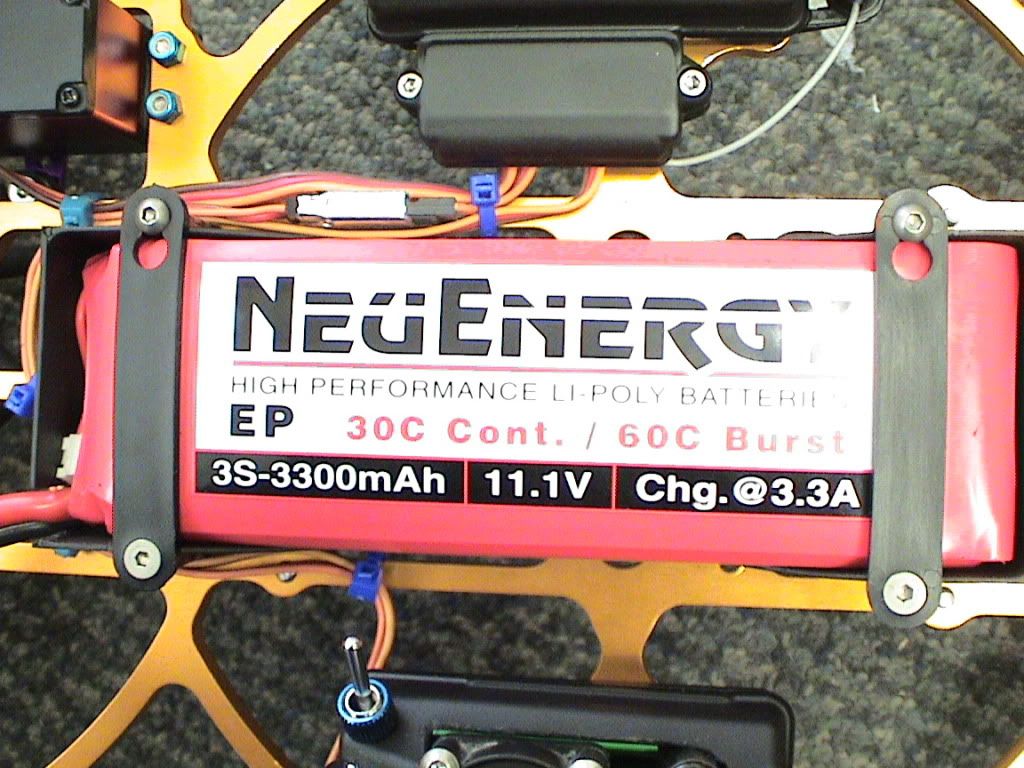 NEUENERGY
HIGH PERFORMANCE LI-POLY BATTERIES
EP 30C Cont. / 60C Burst
3S-3300mAh 11.1V Chg.@3.3A